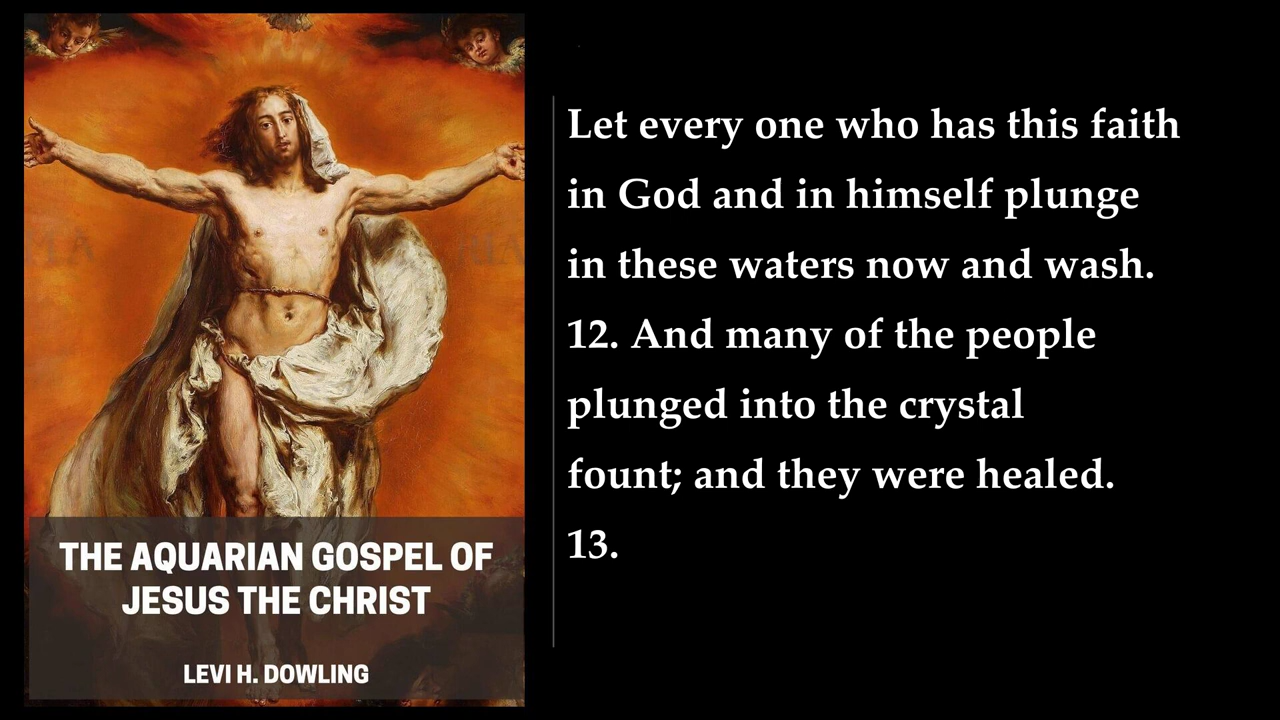 THE AQUARIAN GOSPEL OF
JESUS THE CHRIST
LEVI H. DOWLING
Let every one who has this faith
in God and in himself plunge
in these waters now and wash.
12. And many of the people
plunged into the crystal
fount; and they were healed.
13.